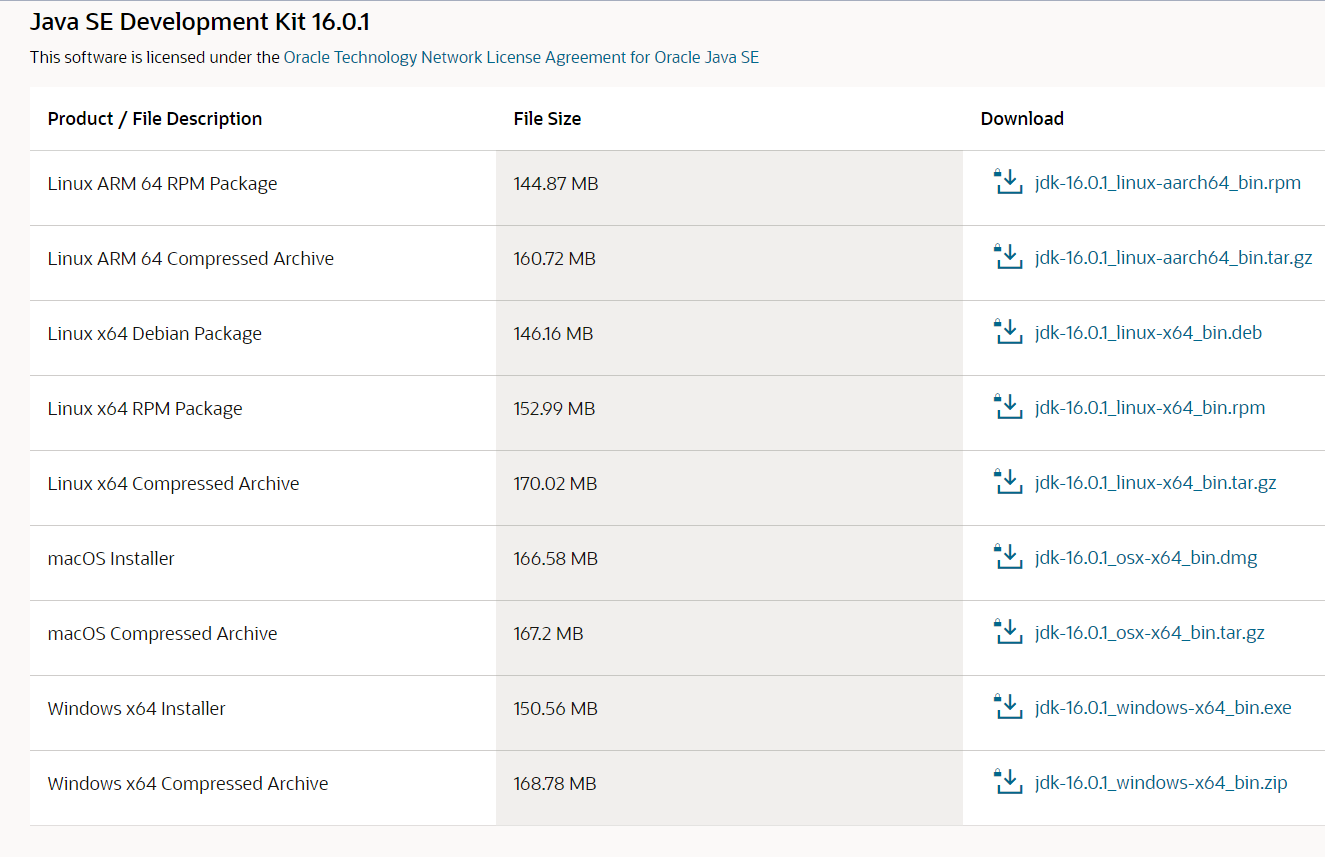 Java SE Development Kit 16.0.1
This software is licensed under the Oracle Technology Network License Agreement for Oracle Java SE
Product / File Description File Size Download
Linux ARM 64 RPM Package 144.87 MB jdk-16.0.1_linux-aarch64_bin.rpm
Linux ARM 64 Compressed Archive 160.72 MB jdk-16.0.1_linux-aarch64_bin.tar.gz
Linux x64 Debian Package 146.16 MB jdk-16.0.1_linux-x64_bin.deb
Linux x64 RPM Package 152.99 MB jdk-16.0.1_linux-x64_bin.rpm
Linux x64 Compressed Archive 170.02 MB jdk-16.0.1_linux-x64_bin.tar.gz
macOS Installer 166.58 MB jdk-16.0.1_osx-x64_bin.dmg
macOS Compressed Archive 167.2 MB jdk-16.0.1_osx-x64_bin.tar.gz
Windows x64 Installer 150.56 MB jdk-16.0.1_windows-x64_bin.exe
Windows x64 Compressed Archive 168.78 MB jdk-16.0.1_windows-x64_bin.zip